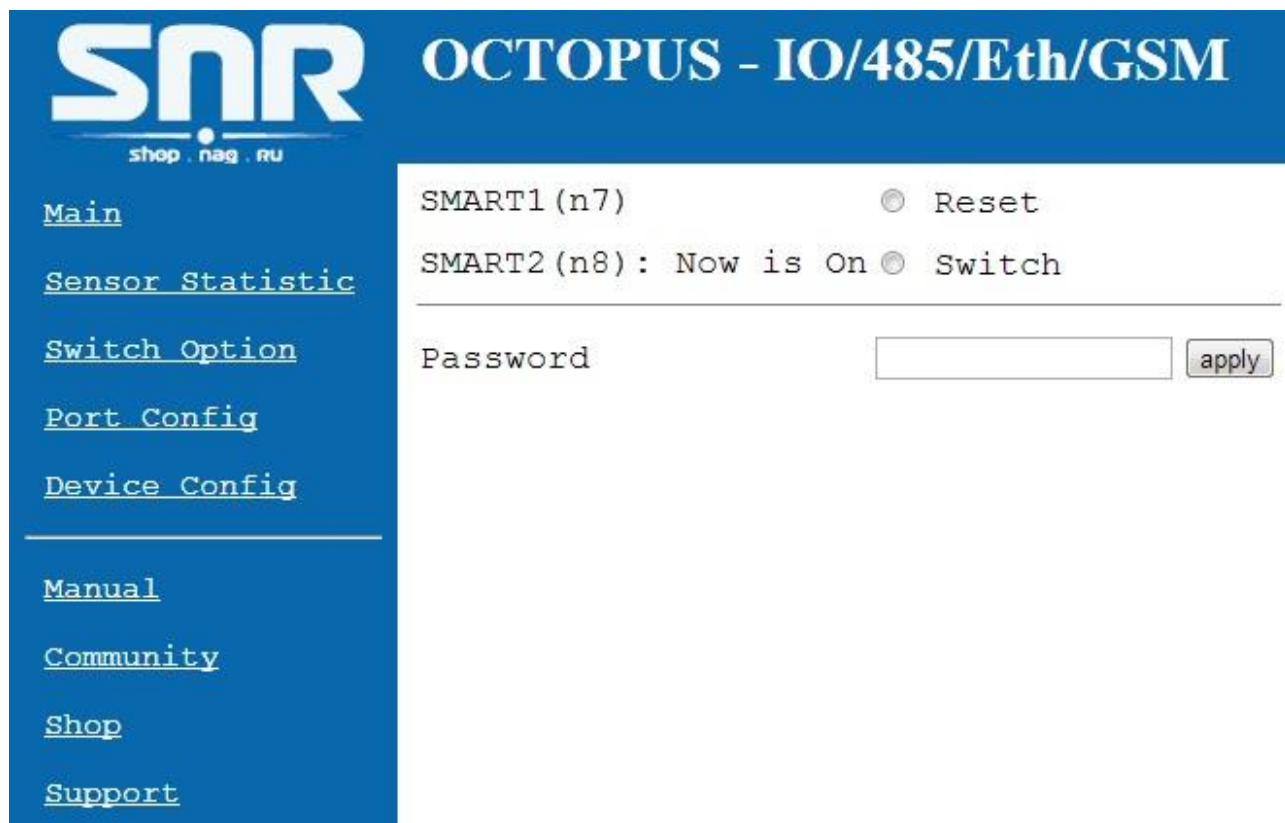 SNR
shop.nag.RU
OCTOPUS - IO/485/Eth/GSM
Main
Sensor Statistic
Switch Option
Port Config
Device Config
Manual
Community
Shop
Support
SMART1(n7) Reset
SMART2(n8): Now is On Switch
Password apply